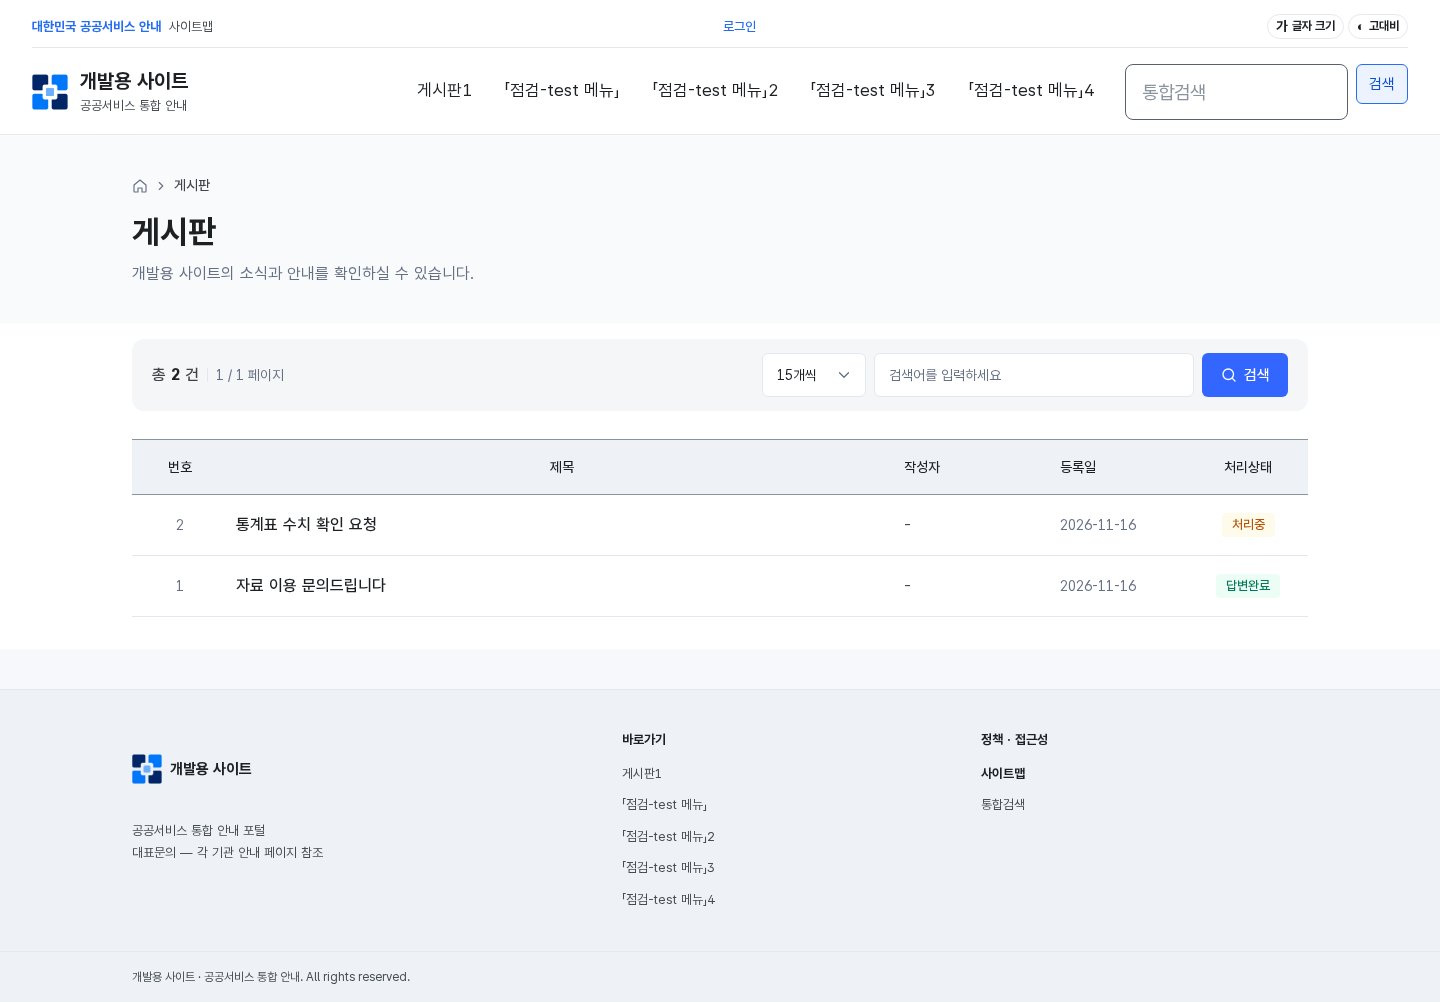 대한민국 공공서비스 안내 사이트맵 로그인 가 글자 크기 고대비
개발용 사이트
공공서비스 통합 안내
게시판1 「점검-test 메뉴」 「점검-test 메뉴」2 「점검-test 메뉴」3 「점검-test 메뉴」4 통합검색 검색
게시판
게시판
개발용 사이트의 소식과 안내를 확인하실 수 있습니다.
총 2 건 1 / 1 페이지 15개씩 검색어를 입력하세요 검색
번호 제목 작성자 등록일 처리상태
2 통계표 수치 확인 요청 - 2026-11-16 처리중
1 자료 이용 문의드립니다 - 2026-11-16 답변완료
개발용 사이트
공공서비스 통합 안내 포털
대표문의 — 각 기관 안내 페이지 참조
바로가기
게시판1
「점검-test 메뉴」
「점검-test 메뉴」2
「점검-test 메뉴」3
「점검-test 메뉴」4
정책 · 접근성
사이트맵
통합검색
개발용 사이트 · 공공서비스 통합 안내. All rights reserved.